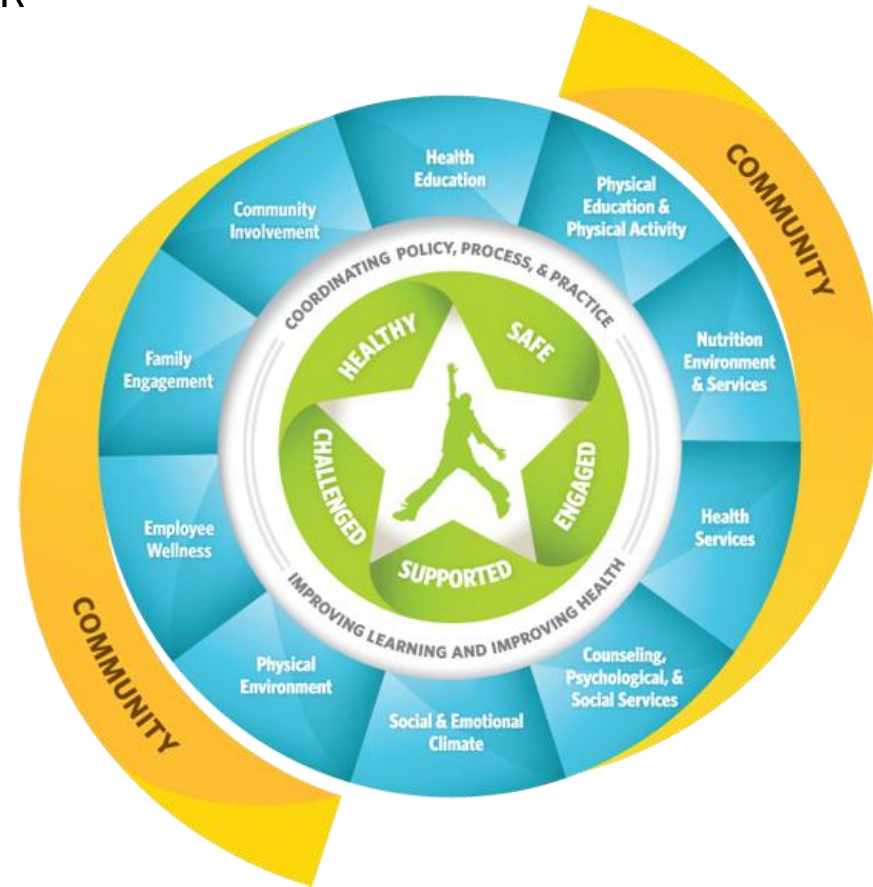 R
COMMUNITY
Health
Education
Physical
Education &
Physical Activity
Nutrition
Environment
& Services
Health
Services
Counseling,
Psychological, &
Social Services
Social & Emotional
Climate
Physical
Environment
Employee
Wellness
Family
Engagement
Community
Involvement
COORDINATING POLICY, PROCESS, & PRACTICE
IMPROVING LEARNING AND IMPROVING HEALTH
HEALTHY
SAFE
ENGAGED
SUPPORTED
CHALLENGED
COMMUNITY